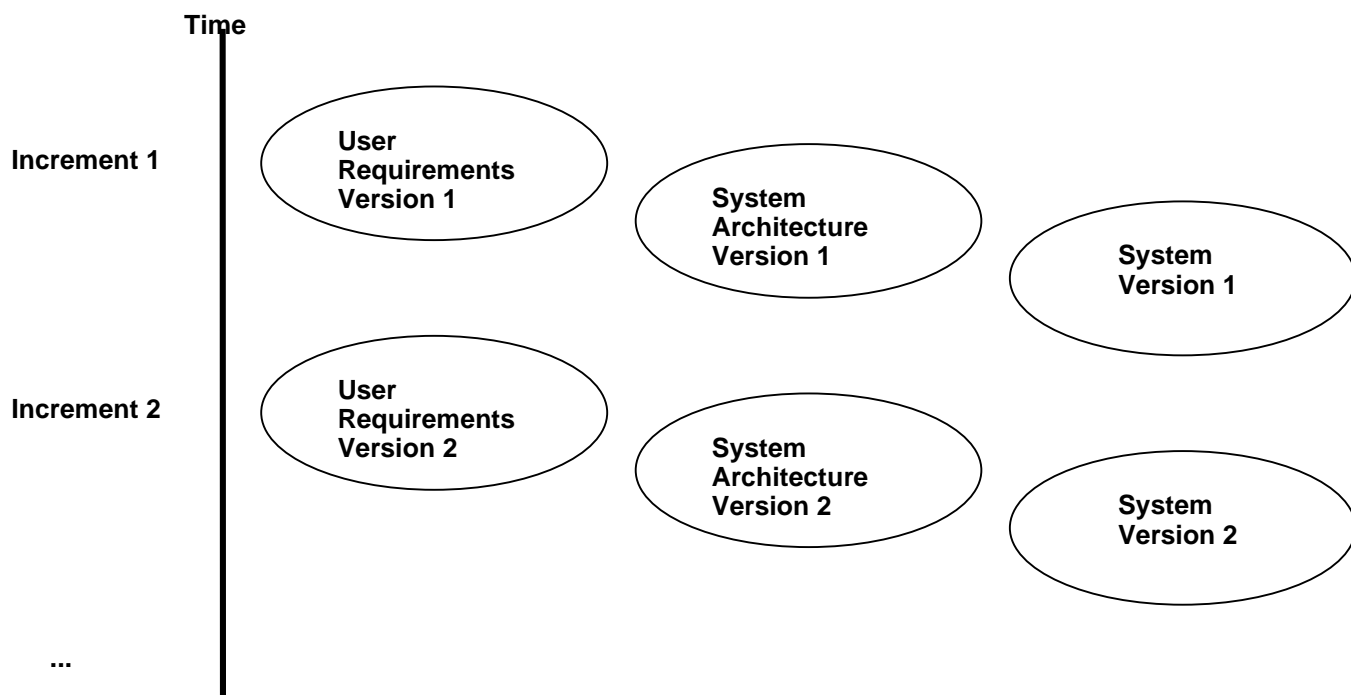 Time
Increment 1
User
Requirements
Version 1
System
Architecture
Version 1
System
Version 1
Increment 2
User
Requirements
Version 2
System
Architecture
Version 2
System
Version 2
...